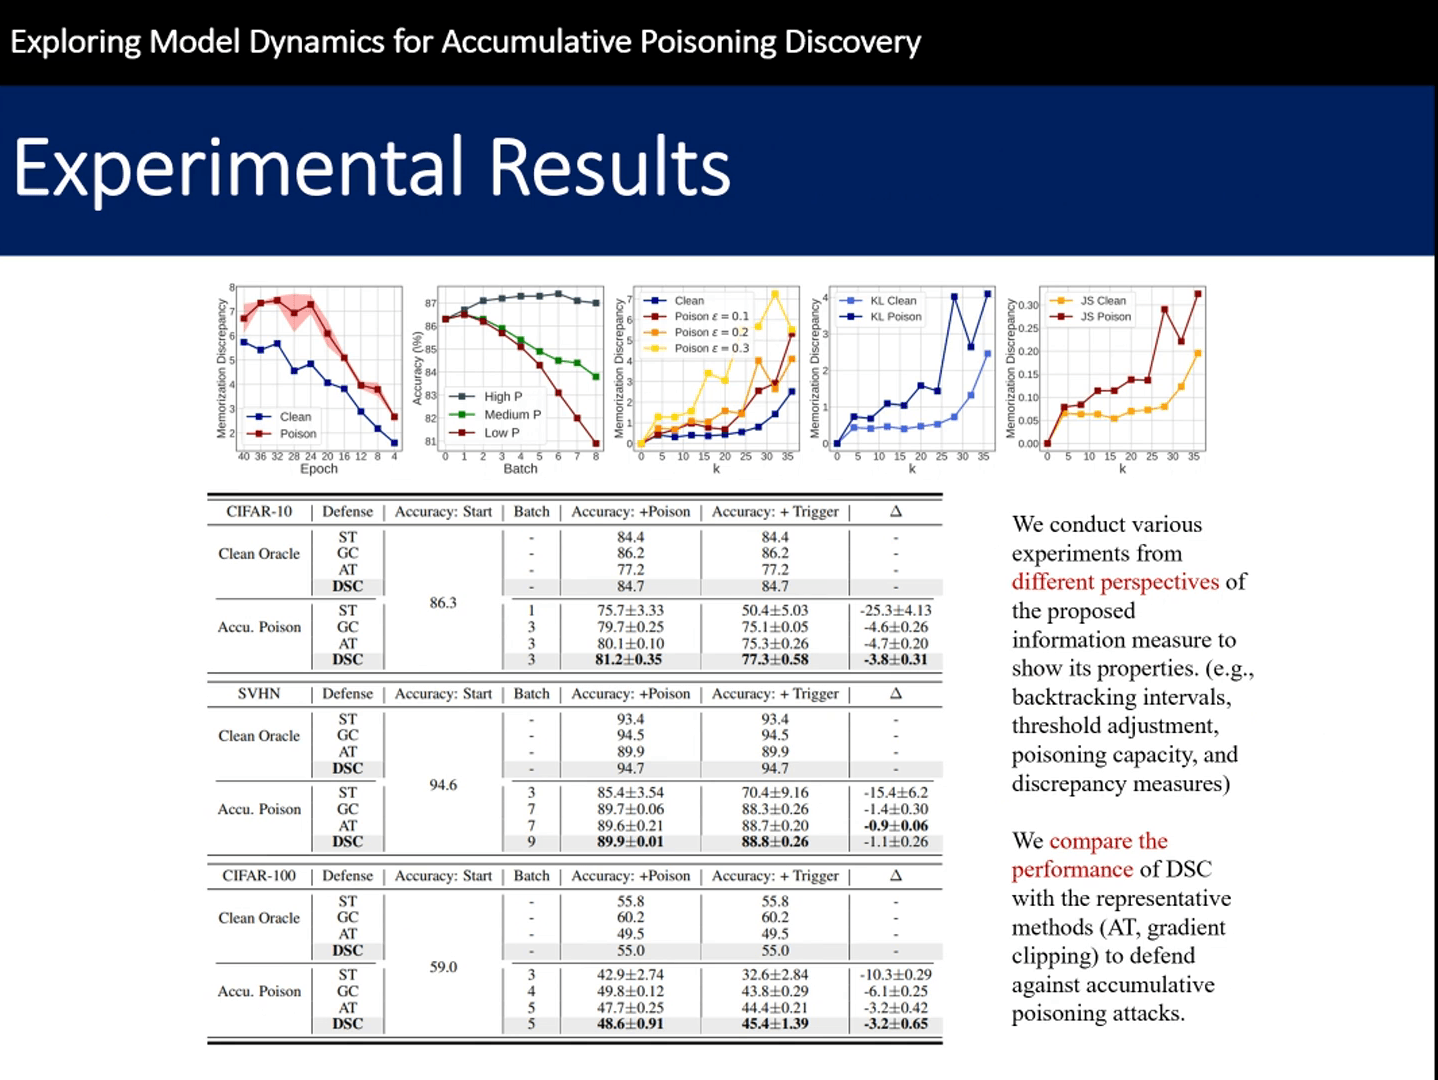 Exploring Model Dynamics for Accumulative Poisoning Discovery
Experimental Results
Memorization Discrepancy
8
7
6
5
4
3
2
Clean
Poison
40 36 32 28 24 20 16 12 8 4
Epoch
Accuracy (\%)
87
86
85
84
83
82
81
High P
Medium P
Low P
0 1 2 3 4 5 6 7 8
Batch
Memorization Discrepancy
7
6
5
4
3
2
1
0
Clean
Poison ε = 0.1
Poison ε = 0.2
Poison ε = 0.3
0 5 10 15 20 25 30 35
k
Memorization Discrepancy
4
3
2
1
0
KL Clean
KL Poison
0 5 10 15 20 25 30 35
k
Memorization Discrepancy
0.30
0.25
0.20
0.15
0.10
0.05
0.00
JS Clean
JS Poison
0 5 10 15 20 25 30 35
k
CIFAR-10 | Defense | Accuracy: Start | Batch | Accuracy: +Poison | Accuracy: + Trigger | Δ
ST - 84.4 84.4 -
Clean Oracle GC - 86.2 86.2 -
AT - 77.2 77.2 -
DSC - 84.7 84.7 -
86.3
ST 1 75.7±3.33 50.4±5.03 -25.3±4.13
Accu. Poison GC 3 79.7±0.25 75.1±0.05 -4.6±0.26
AT 3 80.1±0.10 75.3±0.26 -4.7±0.20
DSC 3 81.2±0.35 77.3±0.58 -3.8±0.31
SVHN | Defense | Accuracy: Start | Batch | Accuracy: +Poison | Accuracy: + Trigger | Δ
ST - 93.4 93.4 -
Clean Oracle GC - 94.5 94.5 -
AT - 89.9 89.9 -
DSC - 94.7 94.7 -
94.6
ST 3 85.4±3.54 70.4±9.16 -15.4±6.2
Accu. Poison GC 7 89.7±0.06 88.3±0.26 -1.4±0.30
AT 7 89.6±0.21 88.7±0.20 -0.9±0.06
DSC 9 89.9±0.01 88.8±0.26 -1.1±0.26
CIFAR-100 | Defense | Accuracy: Start | Batch | Accuracy: +Poison | Accuracy: + Trigger | Δ
ST - 55.8 55.8 -
Clean Oracle GC - 60.2 60.2 -
AT - 49.5 49.5 -
DSC - 55.0 55.0 -
59.0
ST 3 42.9±2.74 32.6±2.84 -10.3±0.29
Accu. Poison GC 4 49.8±0.12 43.8±0.29 -6.1±0.25
AT 5 47.7±0.25 44.4±0.21 -3.2±0.42
DSC 5 48.6±0.91 45.4±1.39 -3.2±0.65
We conduct various
experiments from
different perspectives of
the proposed
information measure to
show its properties. (e.g.,
backtracking intervals,
threshold adjustment,
poisoning capacity, and
discrepancy measures)
We compare the
performance of DSC
with the representative
methods (AT, gradient
clipping) to defend
against accumulative
poisoning attacks.